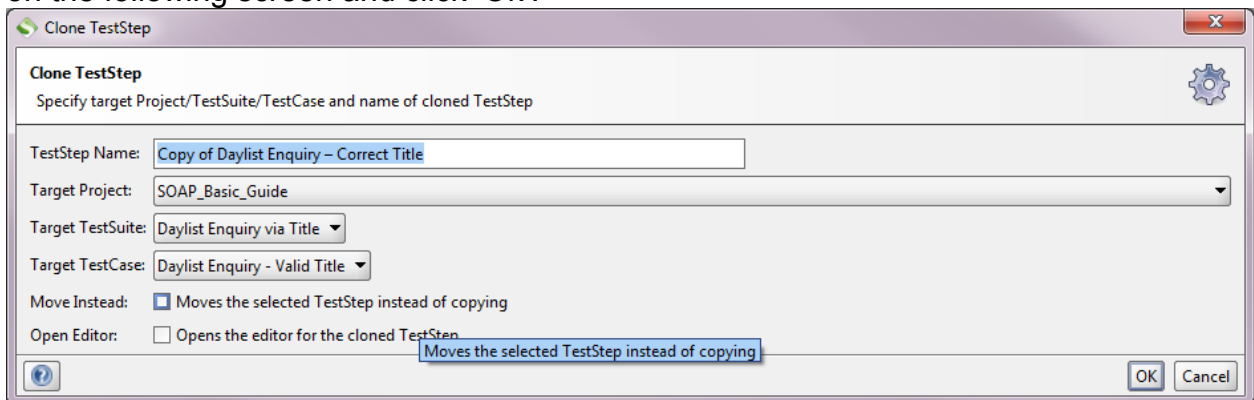 on the following screen and click 'OK'.
Clone TestStep
Clone TestStep
Specify target Project/TestSuite/TestCase and name of cloned TestStep
TestStep Name: Copy of Daylist Enquiry – Correct Title
Target Project: SOAP_Basic_Guide
Target TestSuite: Daylist Enquiry via Title
Target TestCase: Daylist Enquiry - Valid Title
Move Instead: Moves the selected TestStep instead of copying
Open Editor: Opens the editor for the cloned TestStep
Moves the selected TestStep instead of copying
OK Cancel